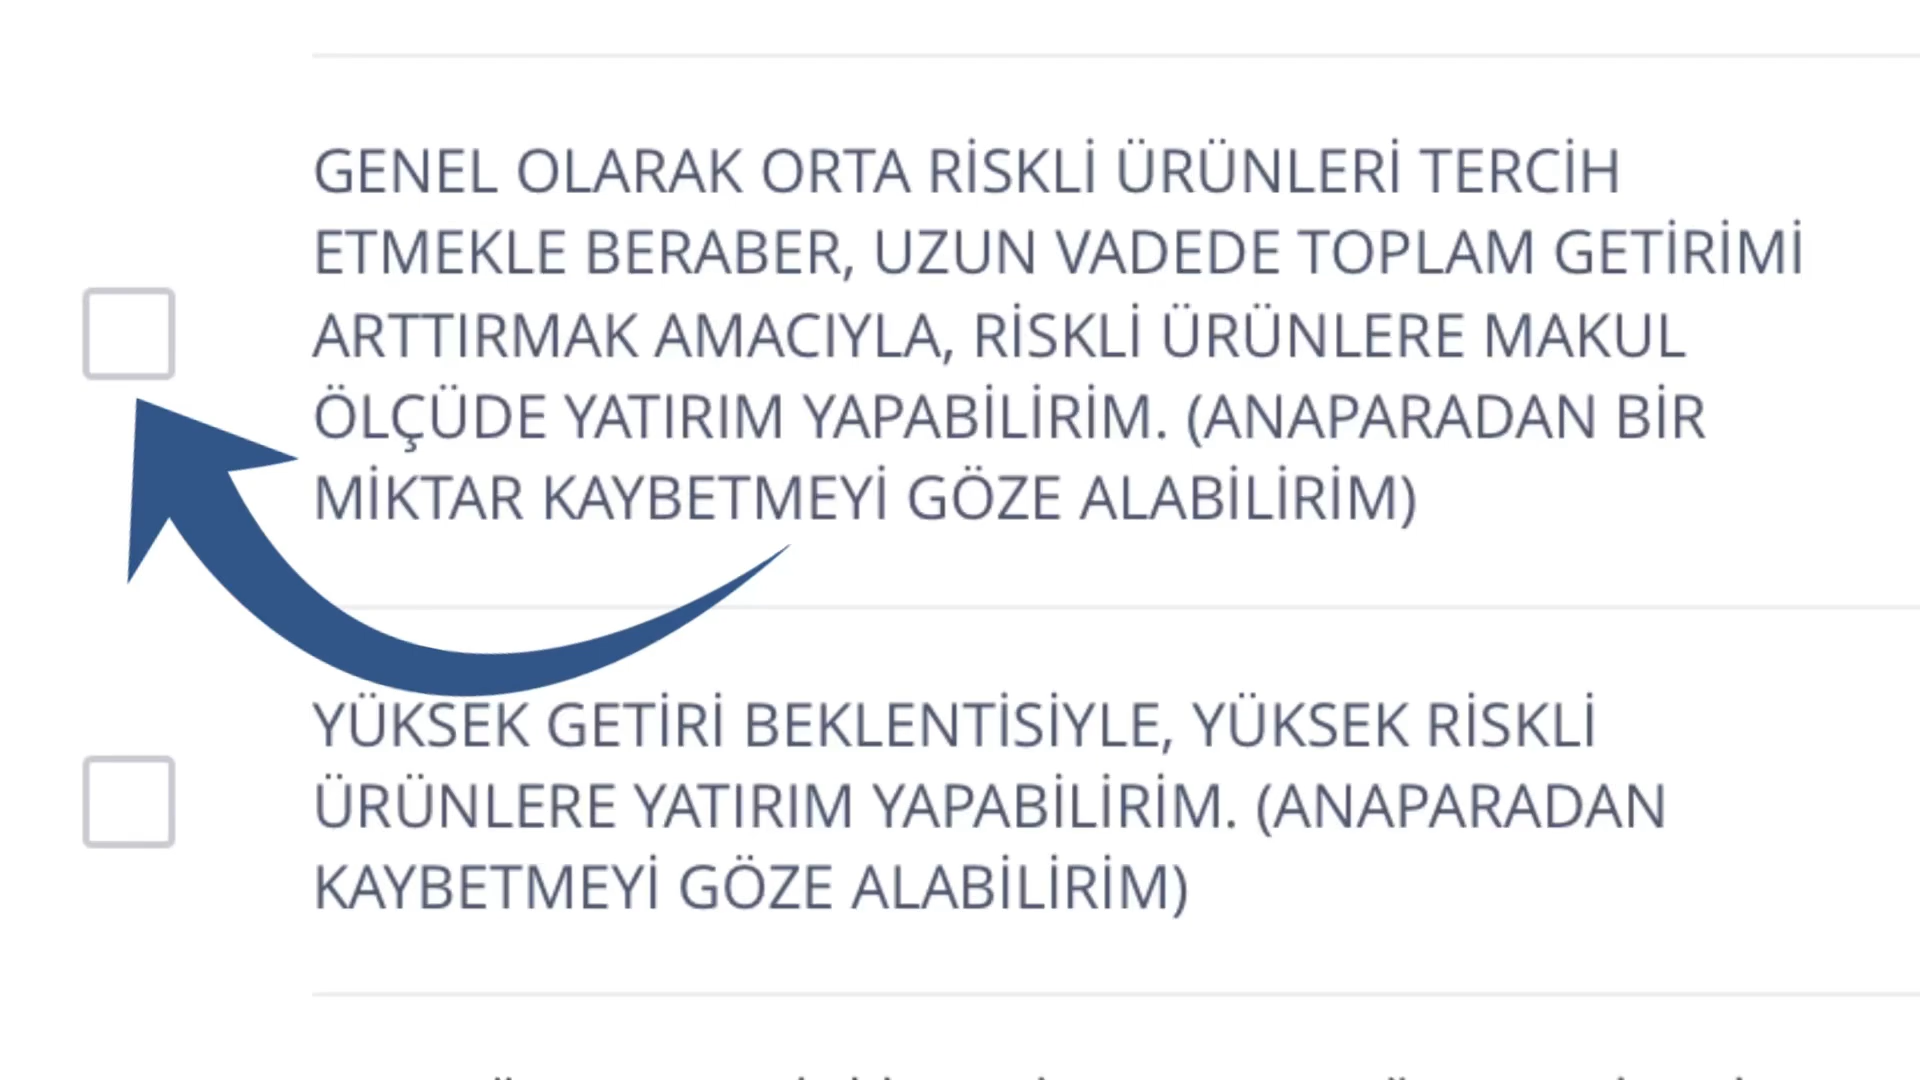 GENEL OLARAK ORTA RİSKLİ ÜRÜNLERİ TERCİH
ETMEKLE BERABER, UZUN VADEDE TOPLAM GETİRİMİ
ARTTIRMAK AMACIYLA, RİSKLİ ÜRÜNLERE MAKUL
ÖLÇÜDE YATIRIM YAPABİLİRİM. (ANAPARADAN BİR
MİKTAR KAYBETMEYİ GÖZE ALABİLİRİM)
YÜKSEK GETİRİ BEKLENTİSİYLE, YÜKSEK RİSKLİ
ÜRÜNLERE YATIRIM YAPABİLİRİM. (ANAPARADAN
KAYBETMEYİ GÖZE ALABİLİRİM)